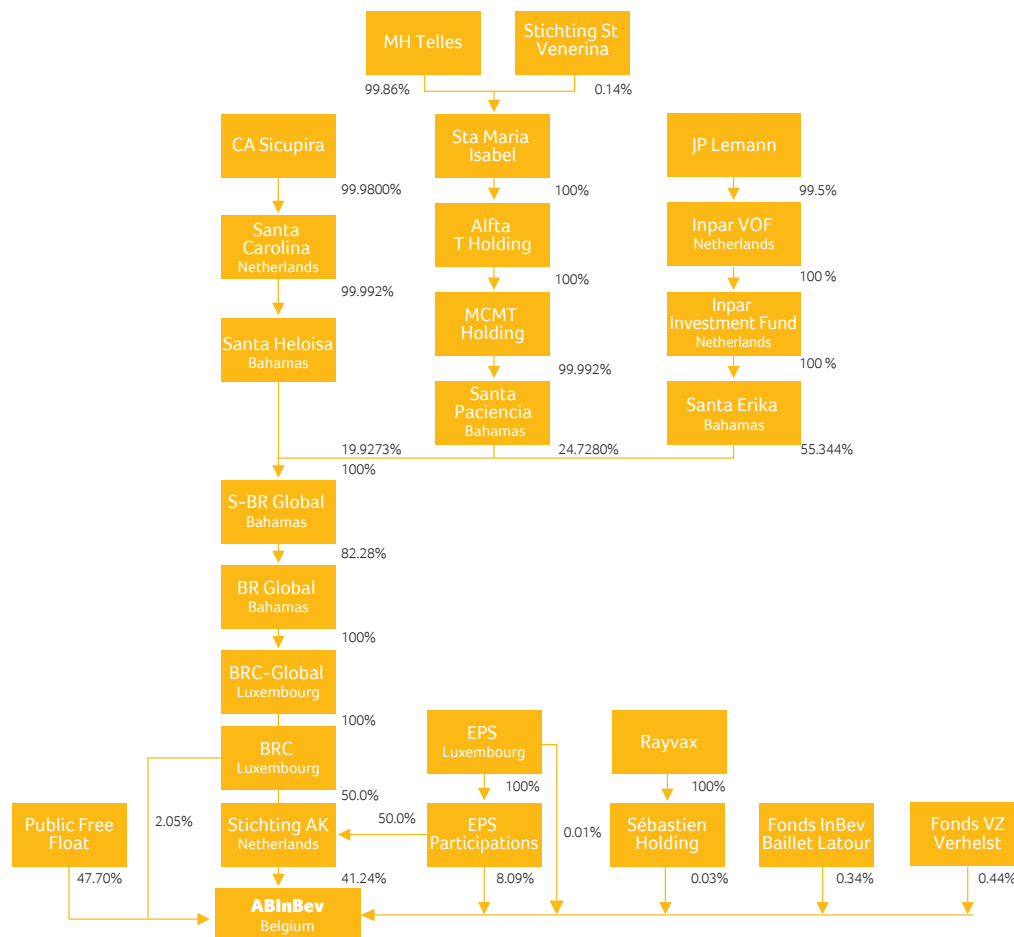 MH Telles
Stichting St
Venerina
99.86%
0.14%
CA Sicupira
Sta Maria
Isabel
JP Lemann
99.9800%
100%
99.5%
Santa
Carolina
Netherlands
Alfta
T Holding
Inpar VOF
Netherlands
99.992%
100%
100 %
Santa Heloisa
Bahamas
MCMT
Holding
Inpar
Investment Fund
Netherlands
99.992%
100 %
Santa
Paciencia
Bahamas
Santa Erika
Bahamas
19.9273%
24.7280%
55.344%
100%
S-BR Global
Bahamas
82.28%
BR Global
Bahamas
100%
BRC-Global
Luxembourg
100%
BRC
Luxembourg
EPS
Luxembourg
Rayvax
50.0%
100%
100%
Public Free
Float
2.05%
Stichting AK
Netherlands
50.0%
EPS
Participations
0.01%
Sébastien
Holding
Fonds InBev
Baillet Latour
Fonds VZ
Verhelst
47.70%
41.24%
8.09%
0.03%
0.34%
0.44%
ABInBev
Belgium